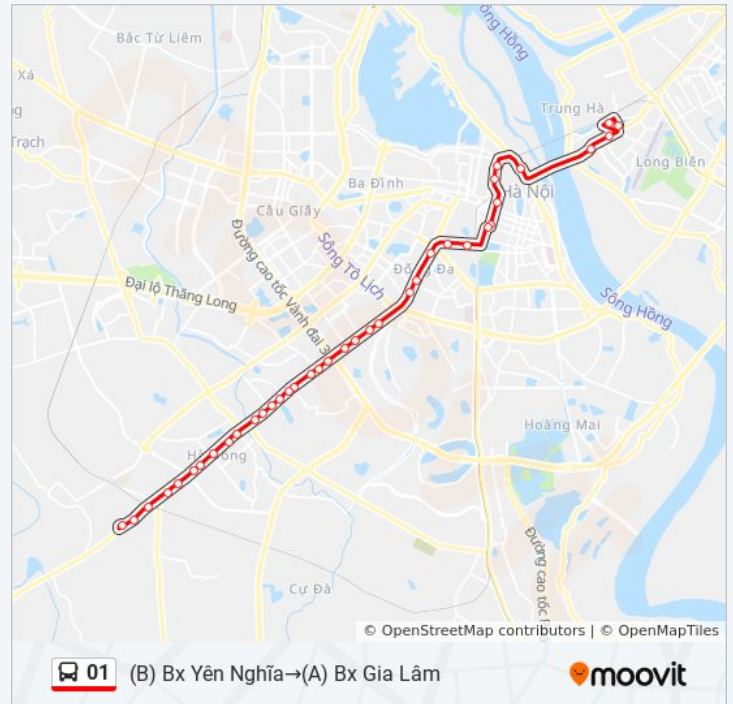 ông
Hồng
Bắc Từ Liêm
Xá
ng
Trạch
Trung Hà
Long Biên
Ba Đình
Hà Nội
Cầu Giấy
Sông Tô Lịch
Đường cao tốc Vành đai 3
Đống Đa
Đại lộ Thăng Long
Sông Hồng
Hoàng Mai
Hà Đông
Đường cao tốc
Cự Đà
© OpenStreetMap contributors | © OpenMapTiles
01 (B) Bx Yên Nghĩa→(A) Bx Gia Lâm
moovit